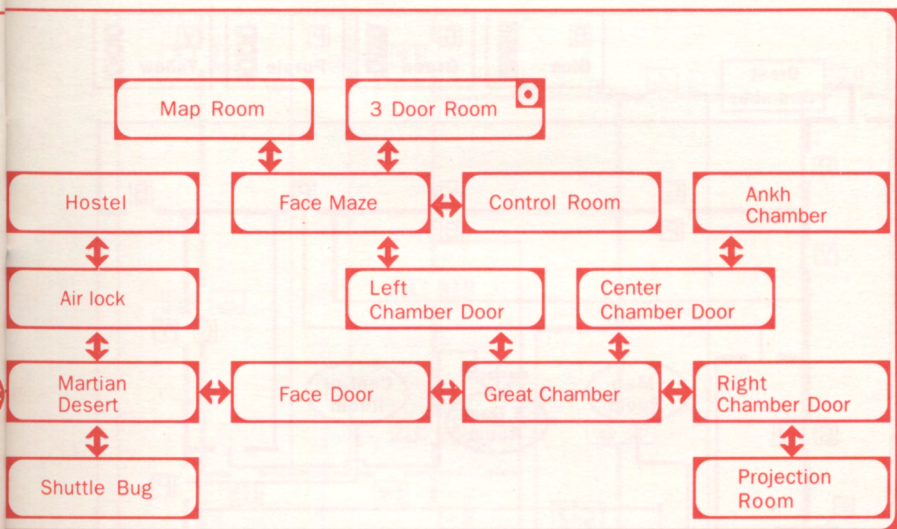 Map Room
3 Door Room
Hostel
Face Maze
Control Room
Ankh
Chamber
Air lock
Left
Chamber Door
Center
Chamber Door
Martian
Desert
Face Door
Great Chamber
Right
Chamber Door
Shuttle Bug
Projection
Room